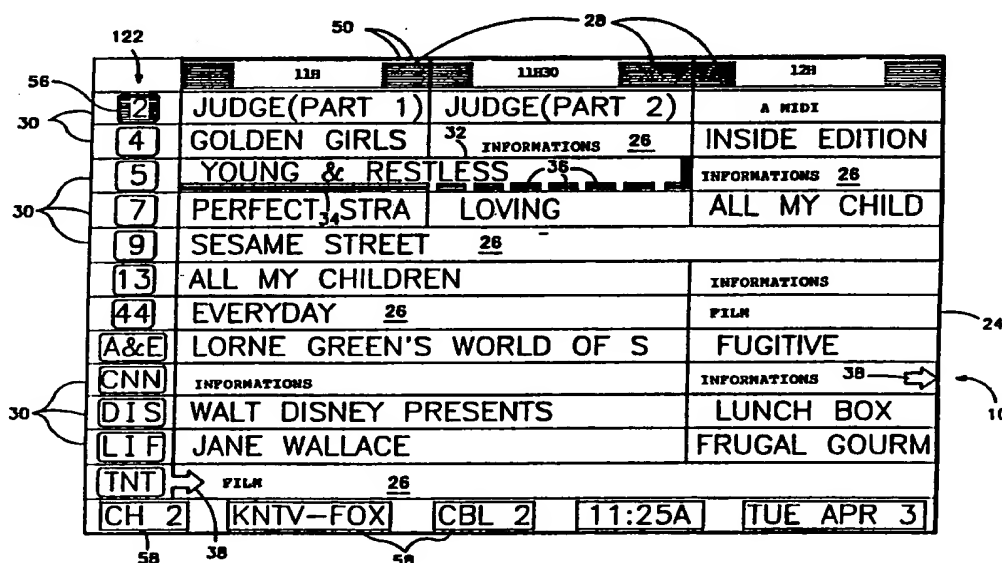 50 28
122
11H 11H30 12H
56
2 JUDGE(PART 1) JUDGE(PART 2) A MIDI
30
4 GOLDEN GIRLS 32 INFORMATIONS 26 INSIDE EDITION
5 YOUNG & RESTLESS 36 INFORMATIONS 26
30
7 PERFECT STRA 34 LOVING ALL MY CHILD
9 SESAME STREET 26
13 ALL MY CHILDREN INFORMATIONS
44 EVERYDAY 26 FILM
24
A&E LORNE GREEN'S WORLD OF S FUGITIVE
CNN INFORMATIONS INFORMATIONS 38
30 10
DIS WALT DISNEY PRESENTS LUNCH BOX
LIF JANE WALLACE FRUGAL GOURM
TNT FILM 26
CH 2 KNTV-FOX CBL 2 11:25A TUE APR 3
58 38 58